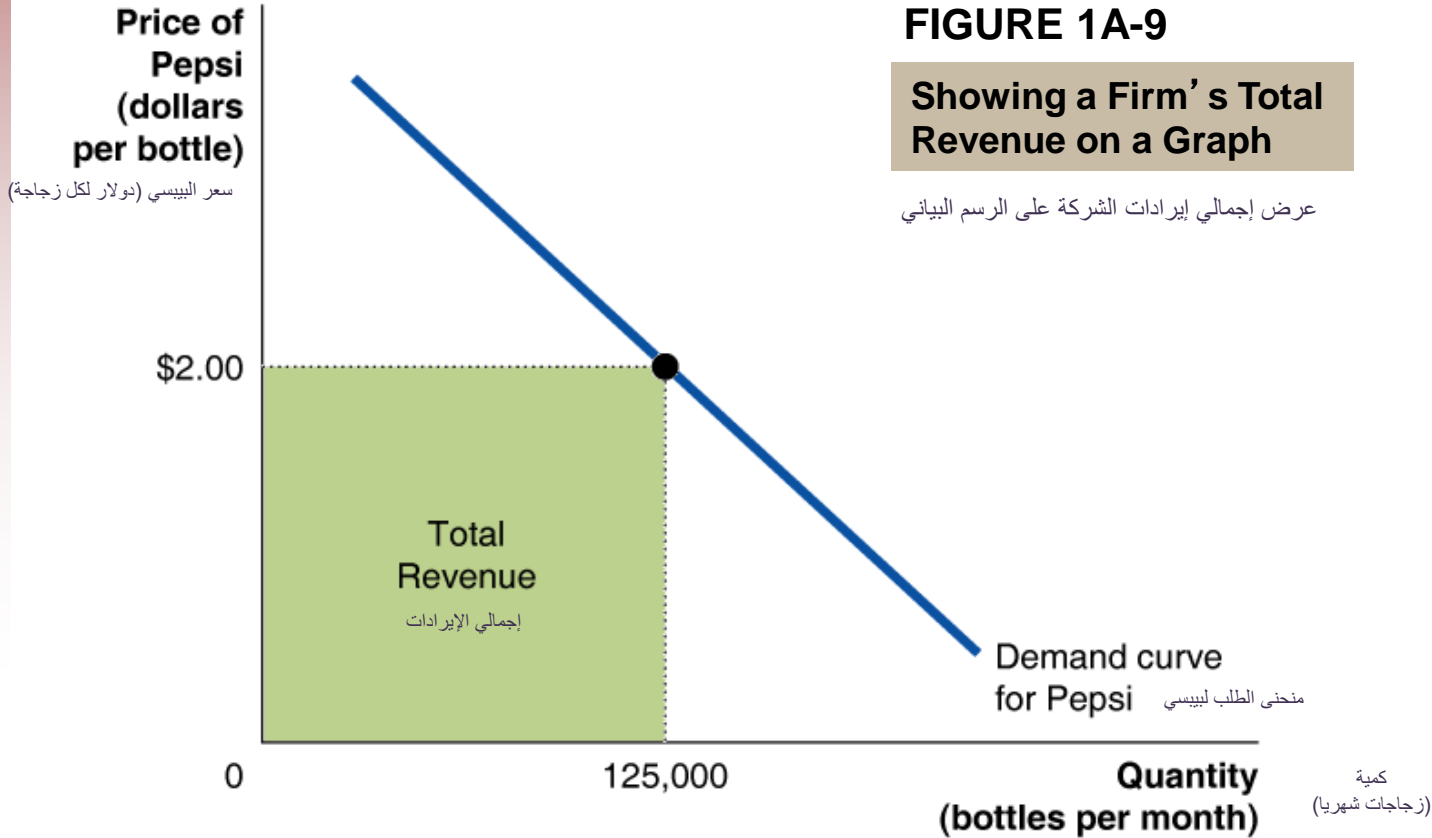 Price of
Pepsi
(dollars
per bottle)
سعر البيبسي (دولار لكل زجاجة)
FIGURE 1A-9
Showing a Firm’s Total
Revenue on a Graph
عرض إجمالي إيرادات الشركة على الرسم البياني
$2.00
Total
Revenue
إجمالي الإيرادات
Demand curve
for Pepsi
منحنى الطلب لبيبسي
0
125,000
Quantity
(bottles per month)
كمية
(زجاجات شهريا)